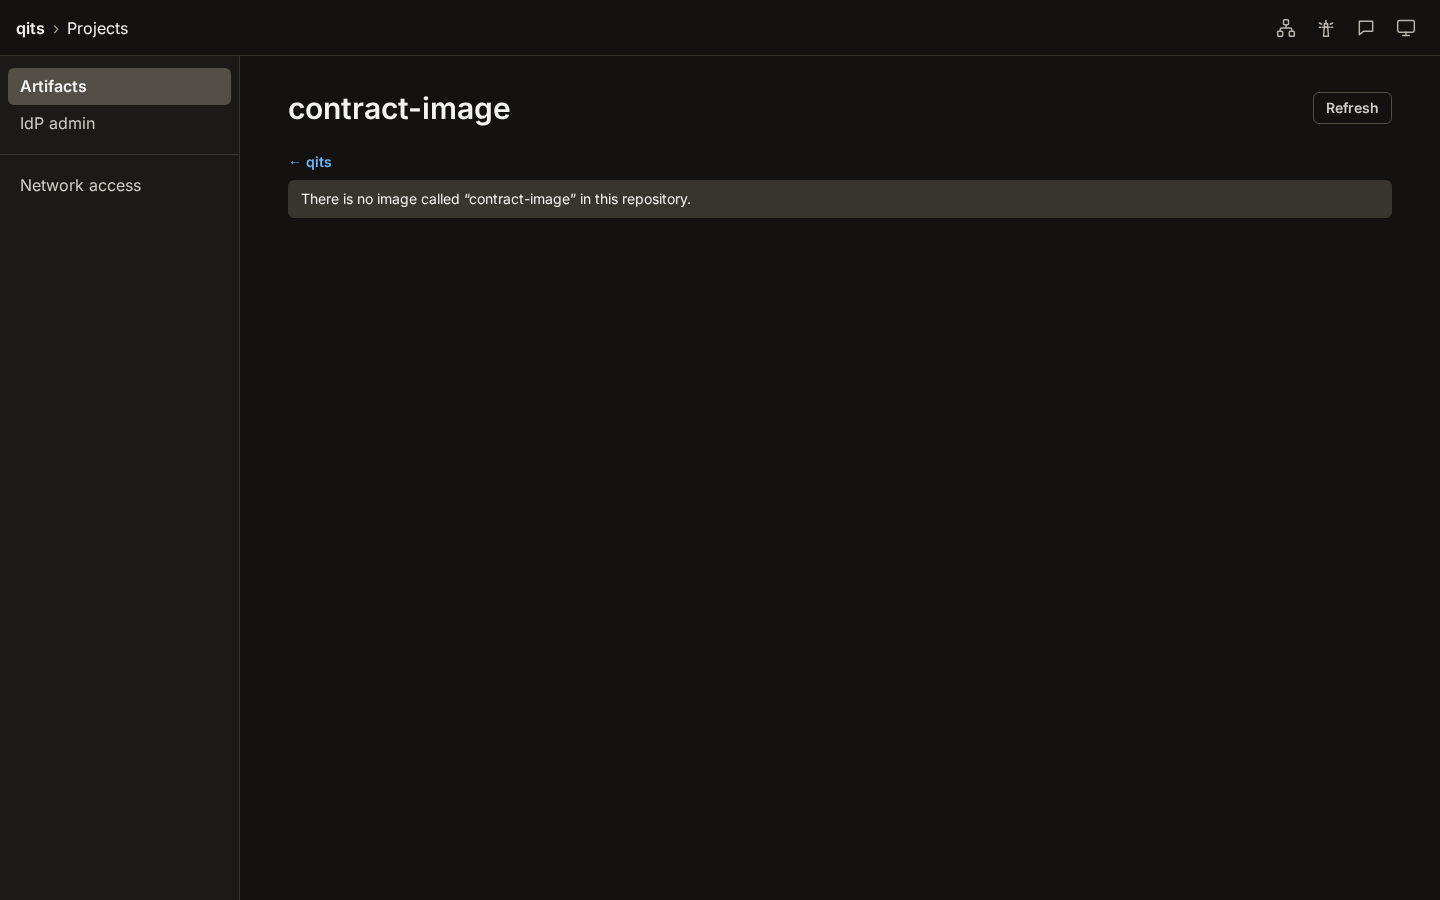 qits › Projects
Artifacts
IdP admin
Network access
contract-image
Refresh
← qits
There is no image called “contract-image” in this repository.